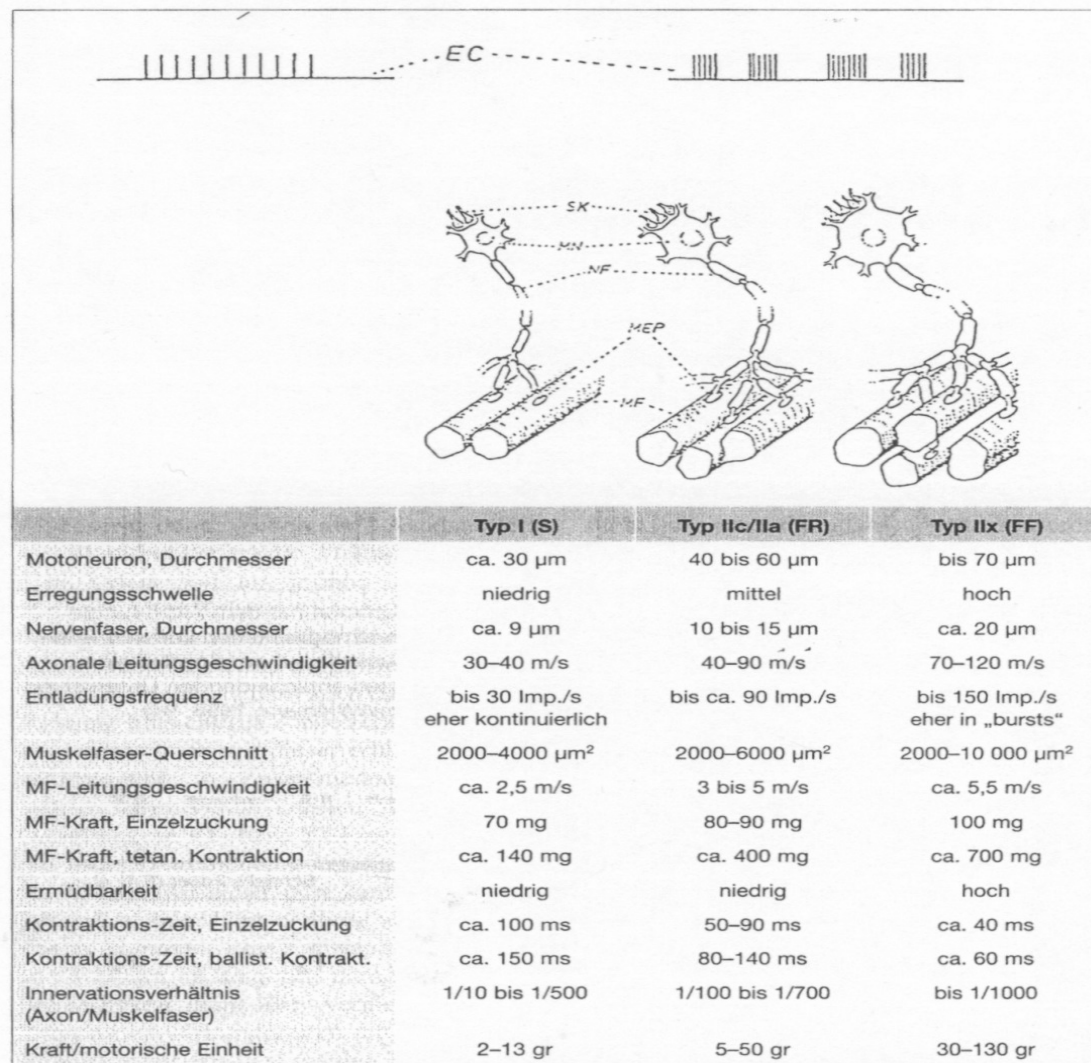 EC
SK
MN
NF
MEP
MF
Typ I (S) Typ IIc/IIa (FR) Typ IIx (FF)
Motoneuron, Durchmesser ca. 30 µm 40 bis 60 µm bis 70 µm
Erregungsschwelle niedrig mittel hoch
Nervenfaser, Durchmesser ca. 9 µm 10 bis 15 µm ca. 20 µm
Axonale Leitungsgeschwindigkeit 30–40 m/s 40–90 m/s 70–120 m/s
Entladungsfrequenz bis 30 Imp./s bis ca. 90 Imp./s bis 150 Imp./s
eher kontinuierlich eher in „bursts“
Muskelfaser-Querschnitt 2000–4000 µm² 2000–6000 µm² 2000–10 000 µm²
MF-Leitungsgeschwindigkeit ca. 2,5 m/s 3 bis 5 m/s ca. 5,5 m/s
MF-Kraft, Einzelzuckung 70 mg 80–90 mg 100 mg
MF-Kraft, tetan. Kontraktion ca. 140 mg ca. 400 mg ca. 700 mg
Ermüdbarkeit niedrig niedrig hoch
Kontraktions-Zeit, Einzelzuckung ca. 100 ms 50–90 ms ca. 40 ms
Kontraktions-Zeit, ballist. Kontrakt. ca. 150 ms 80–140 ms ca. 60 ms
Innervationsverhältnis 1/10 bis 1/500 1/100 bis 1/700 bis 1/1000
(Axon/Muskelfaser)
Kraft/motorische Einheit 2–13 gr 5–50 gr 30–130 gr